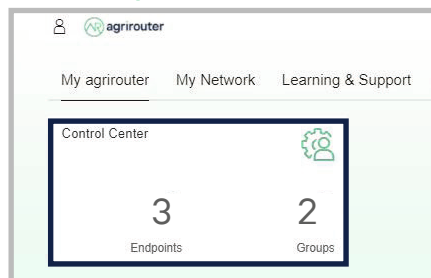 agrirouter
My agrirouter My Network Learning & Support
Control Center
3 2
Endpoints Groups